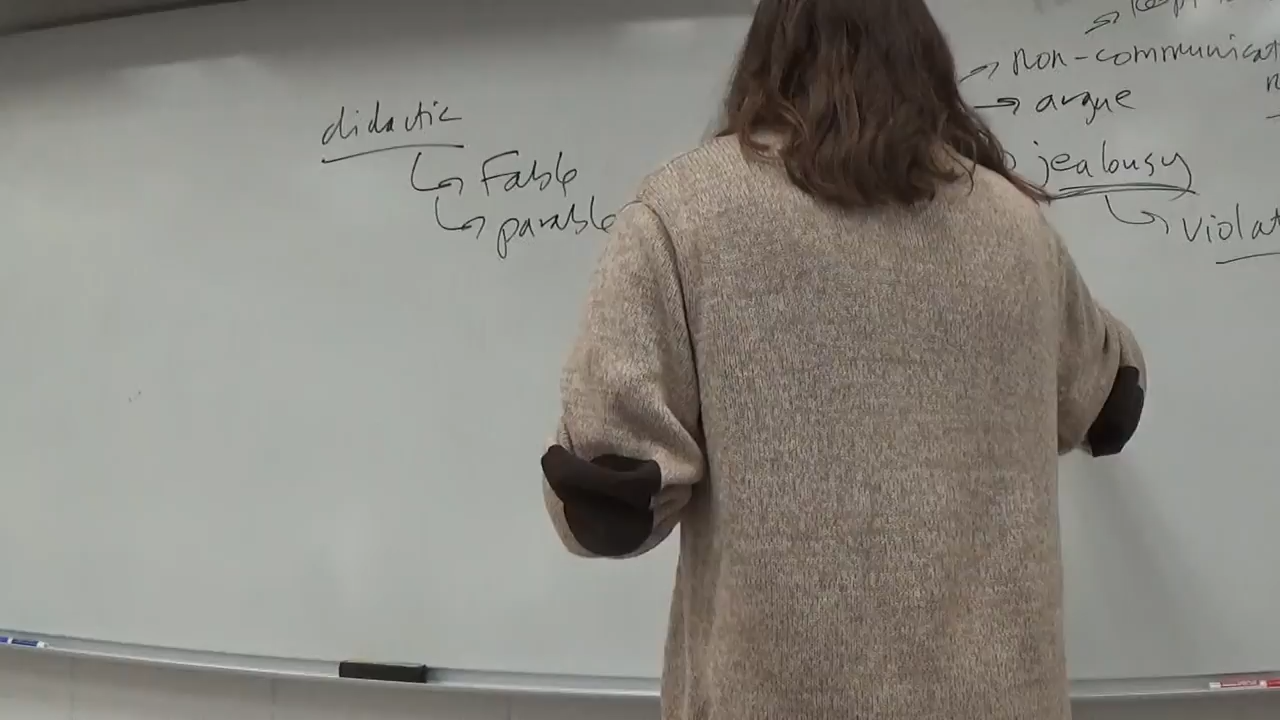 didactic
Fable
parable
non-communicat
argue
jealousy
violat